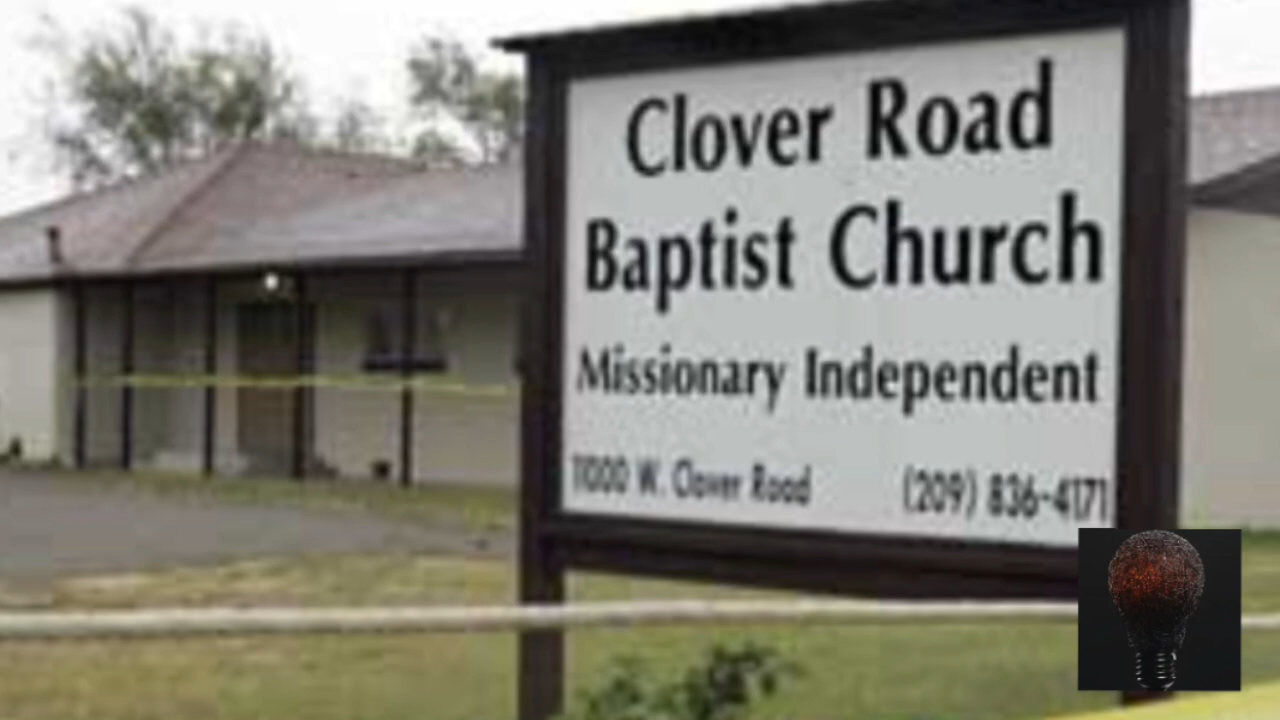 Clover Road
Baptist Church
Missionary Independent
11000 W. Clover Road (209) 836-4171